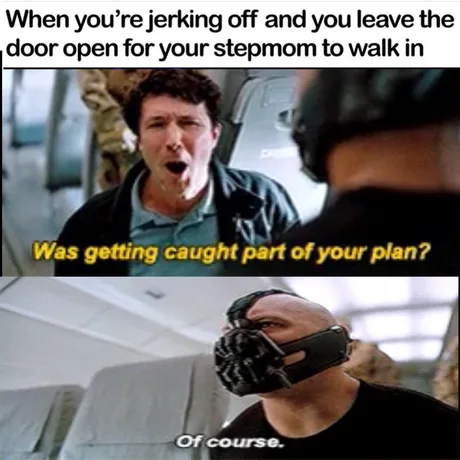 When you're jerking off and you leave the
door open for your stepmom to walk in
Was getting caught part of your plan?
Of course.